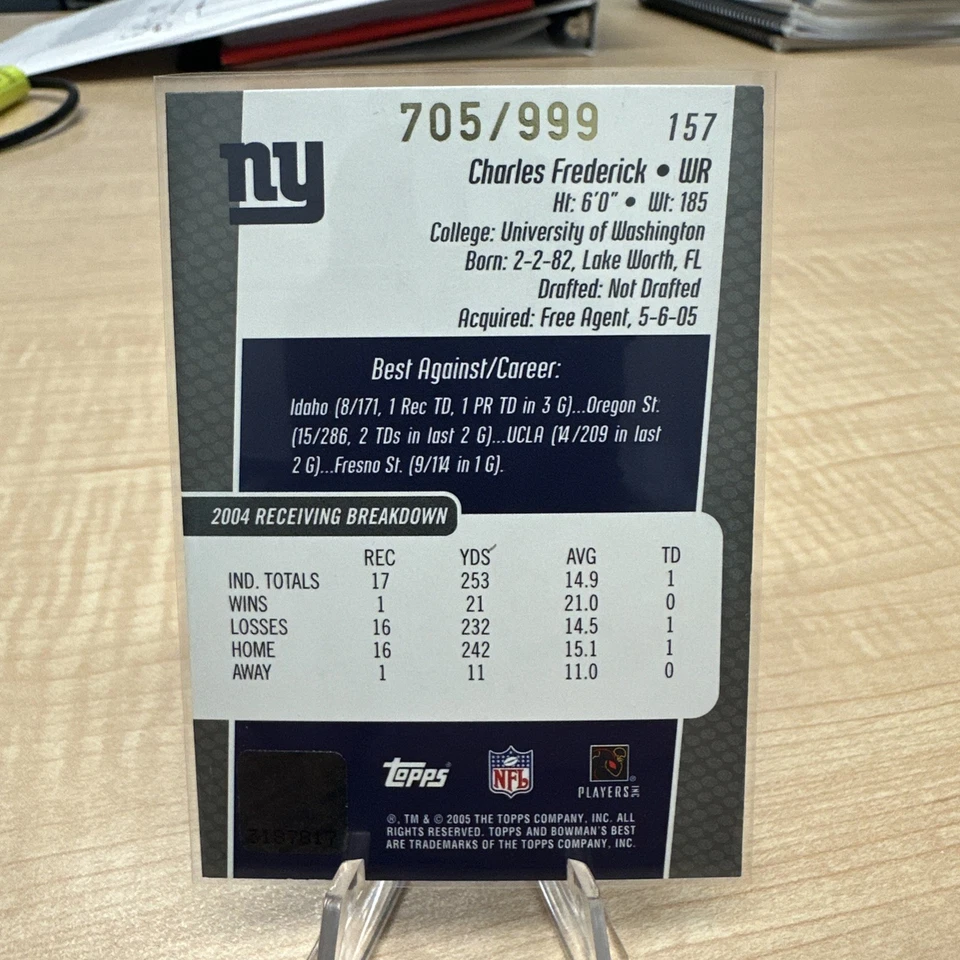 705/999
157
ny
Charles Frederick • WR
Ht: 6'0" • Wt: 185
College: University of Washington
Born: 2-2-82, Lake Worth, FL
Drafted: Not Drafted
Acquired: Free Agent, 5-6-05
Best Against/Career:
Idaho (8/171, 1 Rec TD, 1 PR TD in 3 G)...Oregon St.
(15/286, 2 TDs in last 2 G)...UCLA (14/209 in last
2 G)...Fresno St. (9/114 in 1 G).
2004 RECEIVING BREAKDOWN
REC YDS AVG TD
IND. TOTALS 17 253 14.9 1
WINS 1 21 21.0 0
LOSSES 16 232 14.5 1
HOME 16 242 15.1 1
AWAY 1 11 11.0 0
topps®
NFL
PLAYERS INC ®
®, TM & © 2005 THE TOPPS COMPANY, INC. ALL
RIGHTS RESERVED. TOPPS AND BOWMAN'S BEST
ARE TRADEMARKS OF THE TOPPS COMPANY, INC.